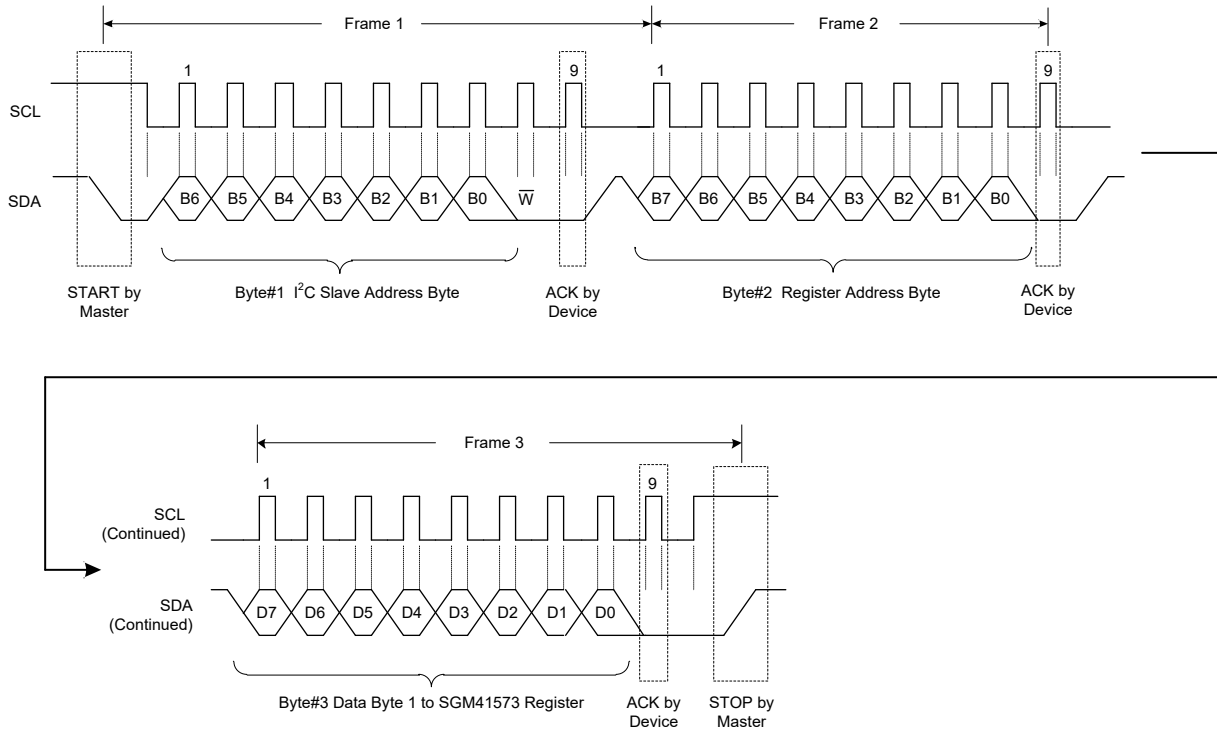 Frame 1
Frame 2
1
9
1
9
SCL
SDA
B6
B5
B4
B3
B2
B1
B0
W̅
B7
B6
B5
B4
B3
B2
B1
B0
START by
Master
Byte#1 I²C Slave Address Byte
ACK by
Device
Byte#2 Register Address Byte
ACK by
Device
Frame 3
1
9
SCL
(Continued)
SDA
(Continued)
D7
D6
D5
D4
D3
D2
D1
D0
Byte#3 Data Byte 1 to SGM41573 Register
ACK by
Device
STOP by
Master